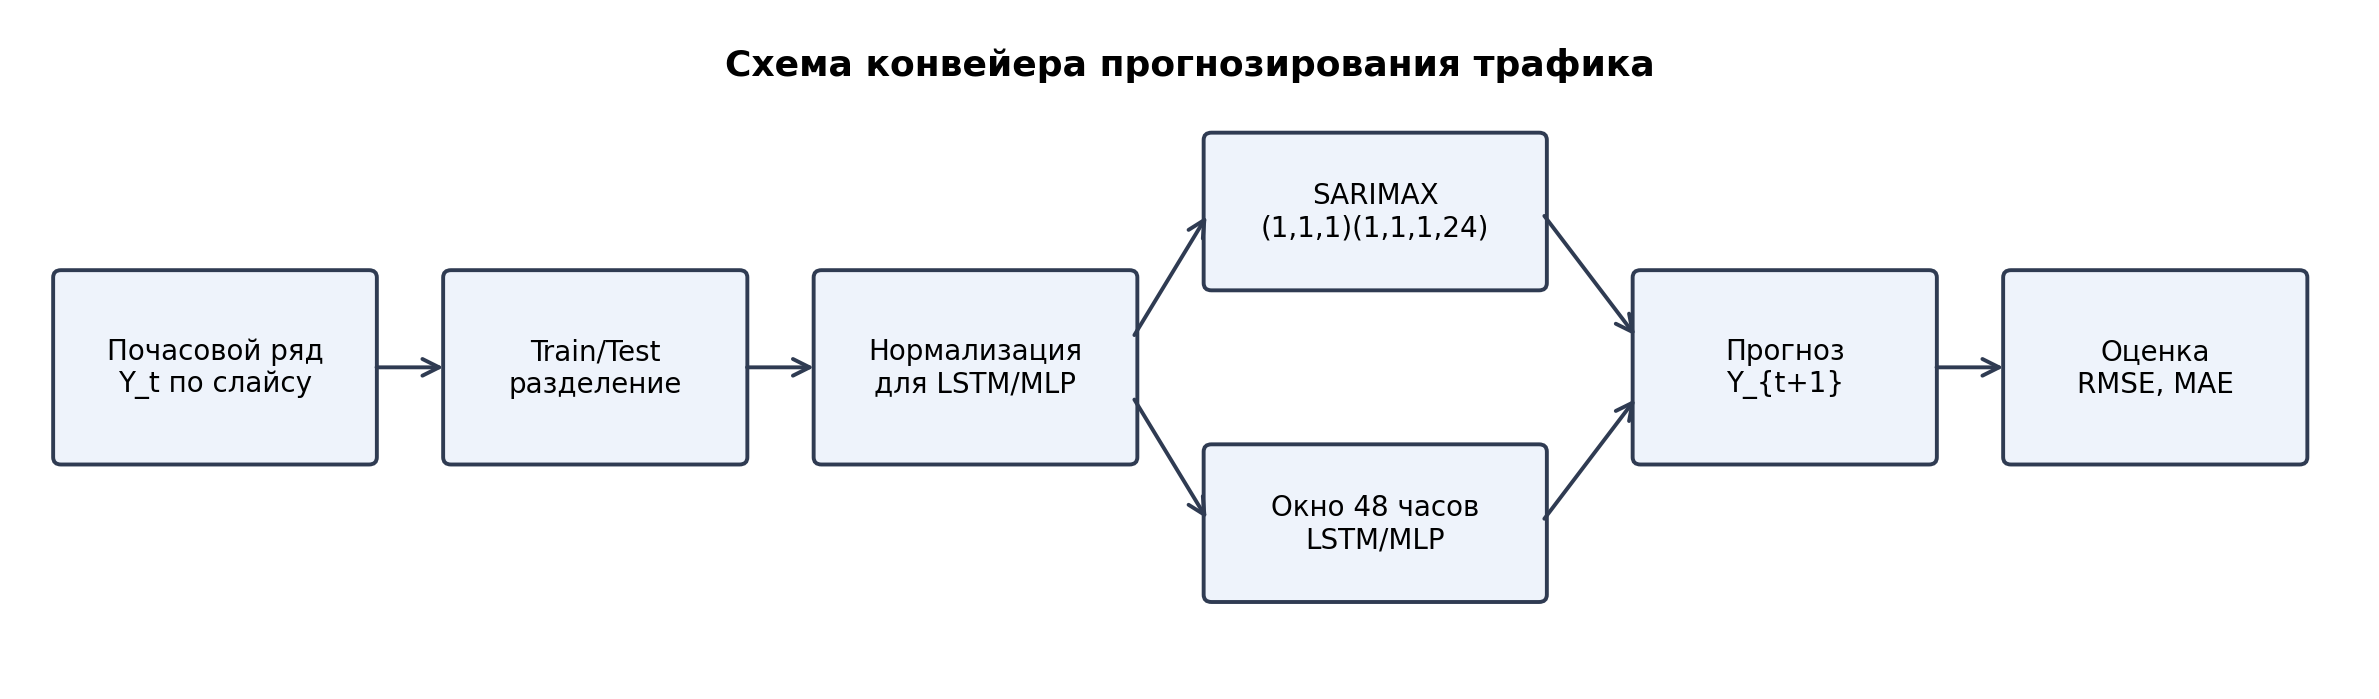 Схема конвейера прогнозирования трафика
Почасовой ряд
Y_t по слайсу
Train/Test
разделение
Нормализация
для LSTM/MLP
SARIMAX
(1,1,1)(1,1,1,24)
Окно 48 часов
LSTM/MLP
Прогноз
Y_{t+1}
Оценка
RMSE, MAE